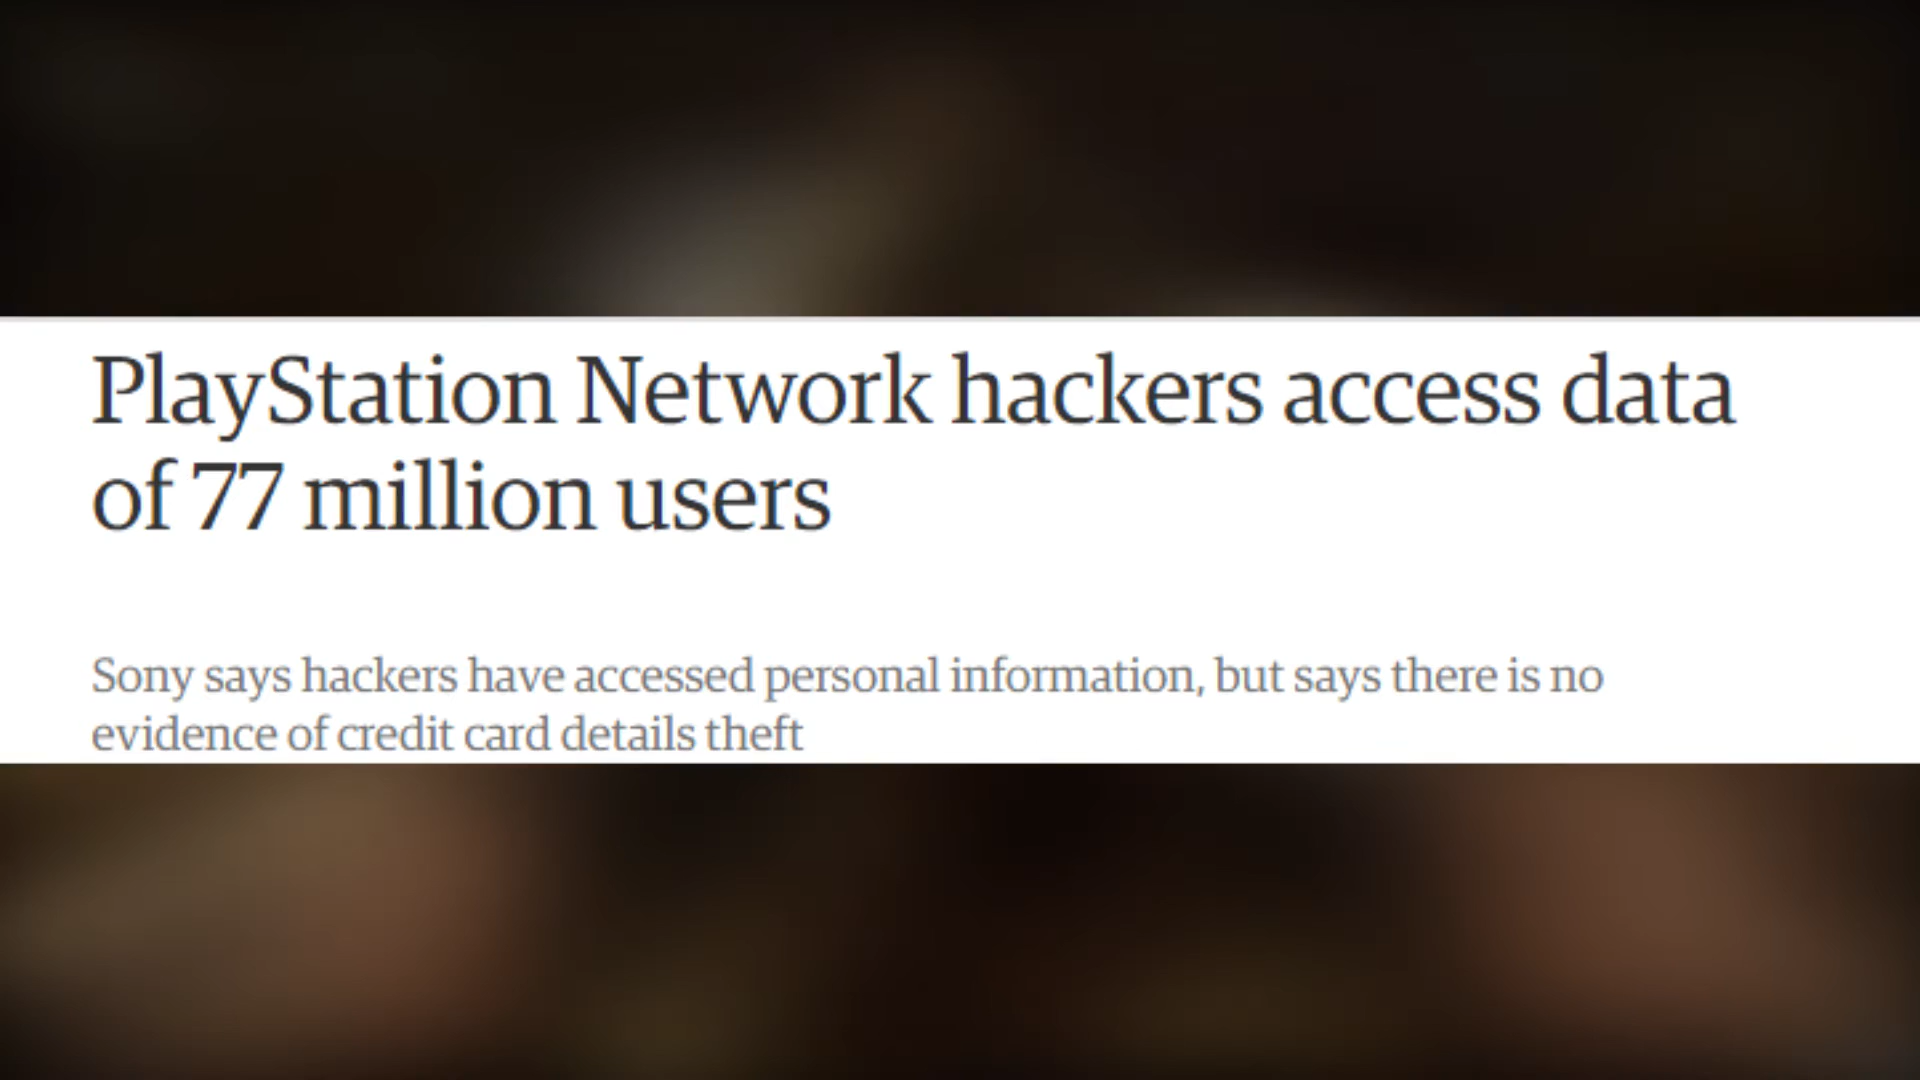 PlayStation Network hackers access data
of 77 million users
Sony says hackers have accessed personal information, but says there is no
evidence of credit card details theft